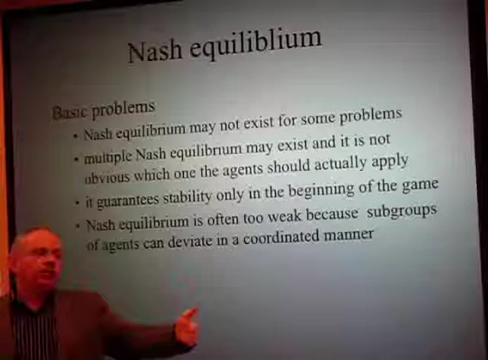 Nash equiliblium
Basic problems
• Nash equilibrium may not exist for some problems
• multiple Nash equilibrium may exist and it is not
obvious which one the agents should actually apply
• it guarantees stability only in the beginning of the game
• Nash equilibrium is often too weak because subgroups
of agents can deviate in a coordinated manner